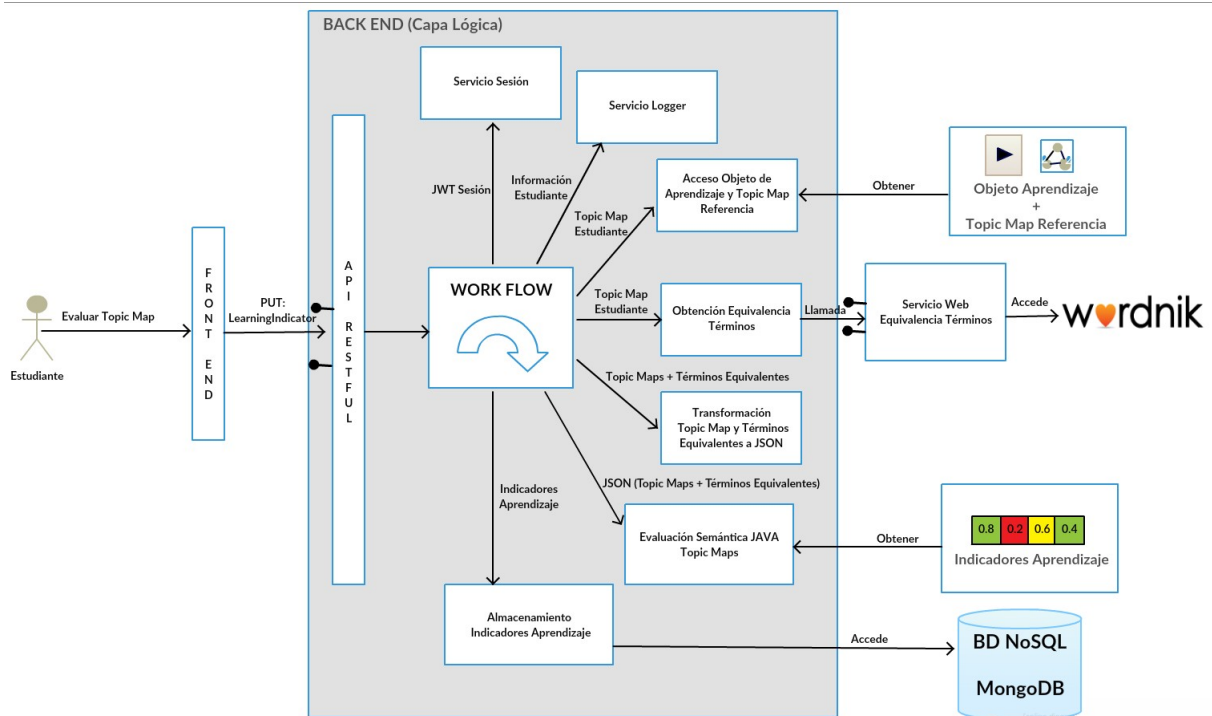 BACK END (Capa Lógica)
Servicio Sesión
Servicio Logger
JWT Sesión
Información
Estudiante
Acceso Objeto de
Aprendizaje y Topic Map
Referencia
Obtener
Objeto Aprendizaje
+
Topic Map Referencia
Topic Map
Estudiante
Estudiante
Evaluar Topic Map
FRONT END
PUT:
LearningIndicator
API RESTFUL
WORK FLOW
Topic Map
Estudiante
Obtención Equivalencia
Términos
Llamada
Servicio Web
Equivalencia Términos
Accede
wordnik
Topic Maps + Términos Equivalentes
Transformación
Topic Map y Términos
Equivalentes a JSON
JSON (Topic Maps + Términos Equivalentes)
Indicadores
Aprendizaje
Evaluación Semántica JAVA
Topic Maps
Obtener
0.8 0.2 0.6 0.4
Indicadores Aprendizaje
Almacenamiento
Indicadores Aprendizaje
Accede
BD NoSQL
MongoDB